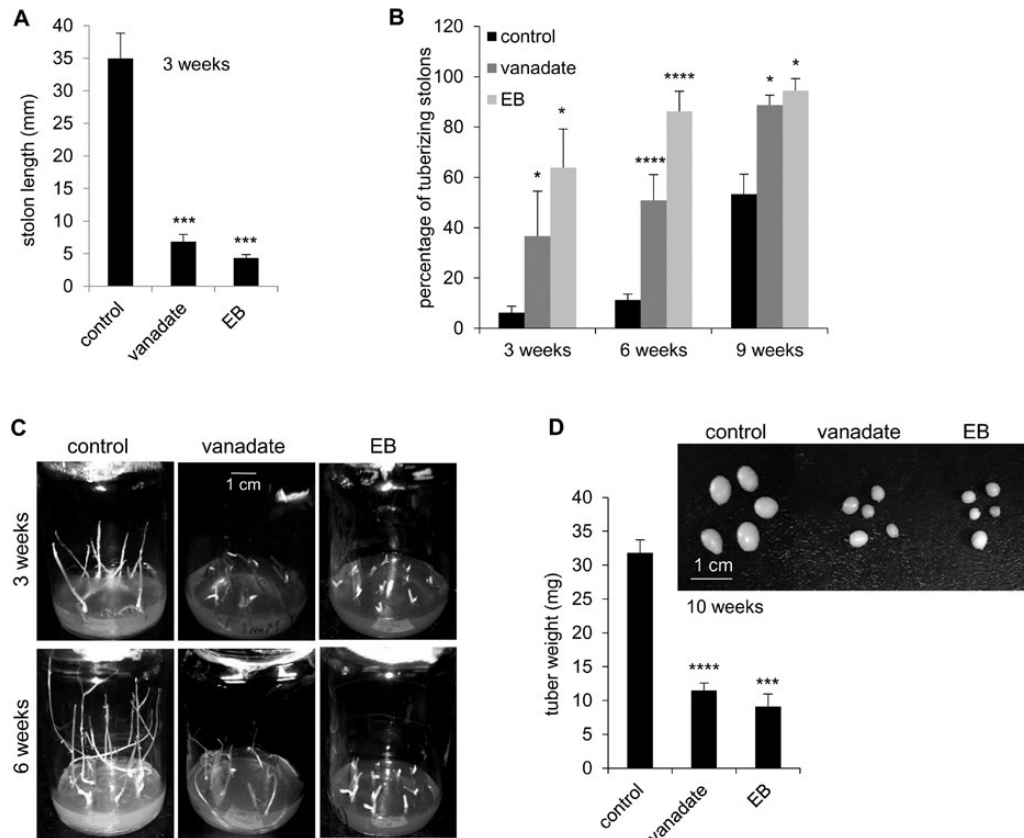 A
40
35
30
25
20
15
10
5
0
stolon length (mm)
3 weeks
***
***
control
vanadate
EB
B
120
100
80
60
40
20
0
percentage of tuberizing stolons
control
vanadate
EB
*
*
****
****
*
*
3 weeks
6 weeks
9 weeks
C
control
vanadate
EB
3 weeks
6 weeks
1 cm
1 mM
D
control
vanadate
EB
1 cm
10 weeks
40
35
30
25
20
15
10
5
0
tuber weight (mg)
****
***
control
vanadate
EB